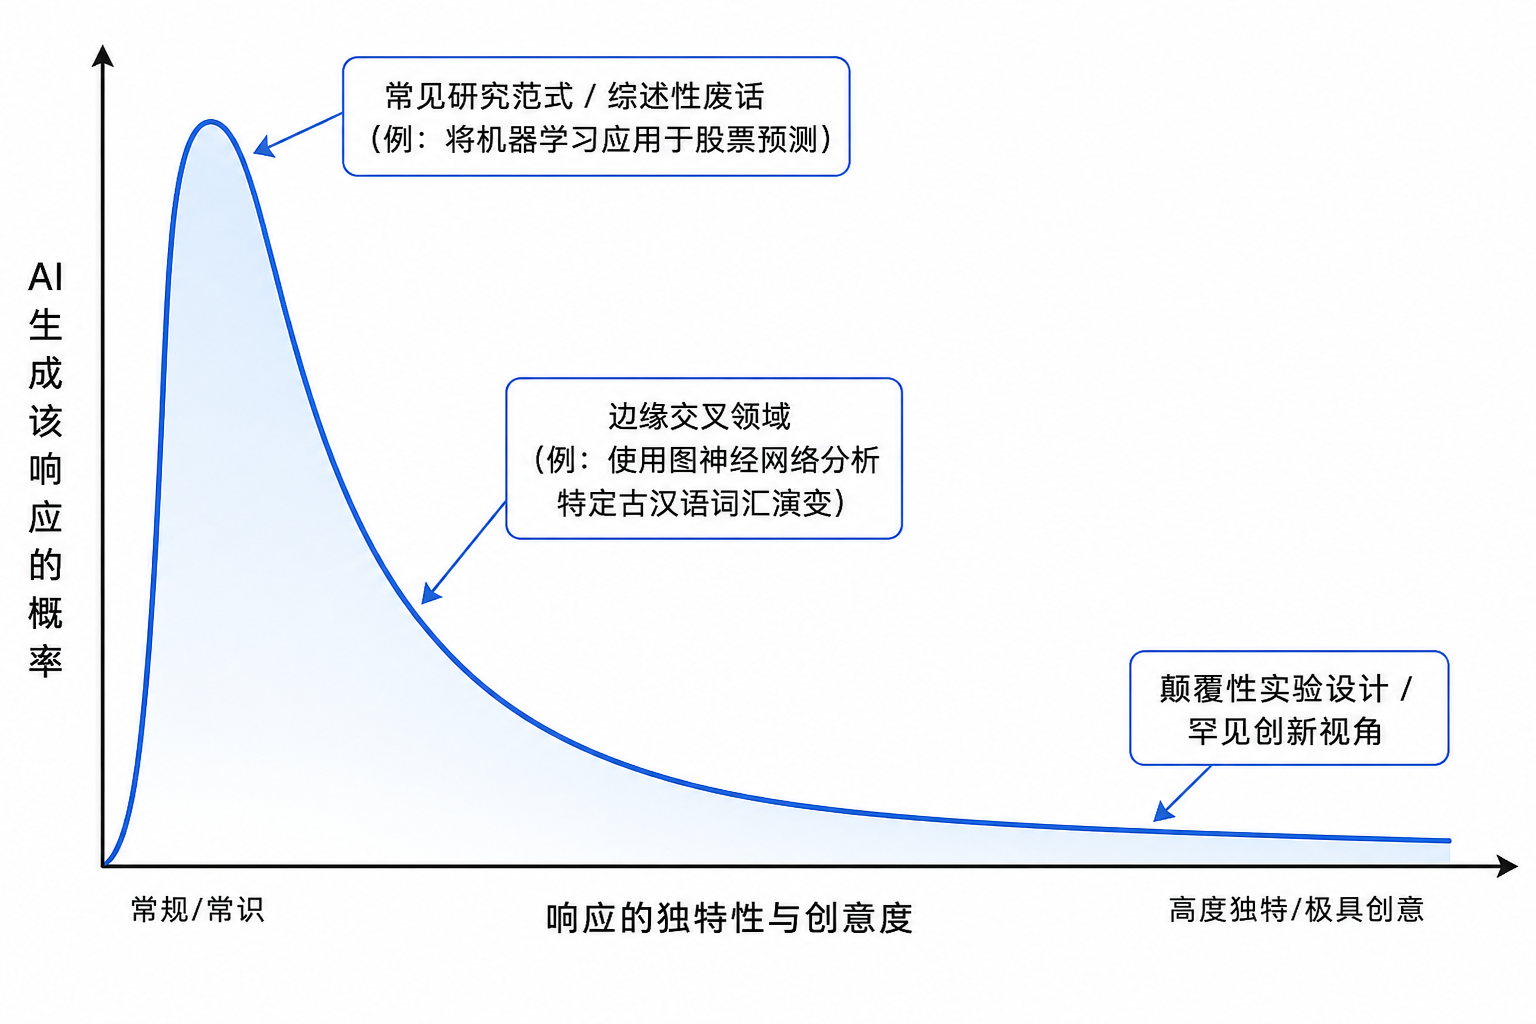 常见研究范式 / 综述性废话
（例：将机器学习应用于股票预测）
AI生成该响应的概率
边缘交叉领域
（例：使用图神经网络分析
特定古汉语词汇演变）
颠覆性实验设计 /
罕见创新视角
常规/常识
响应的独特性与创意度
高度独特/极具创意